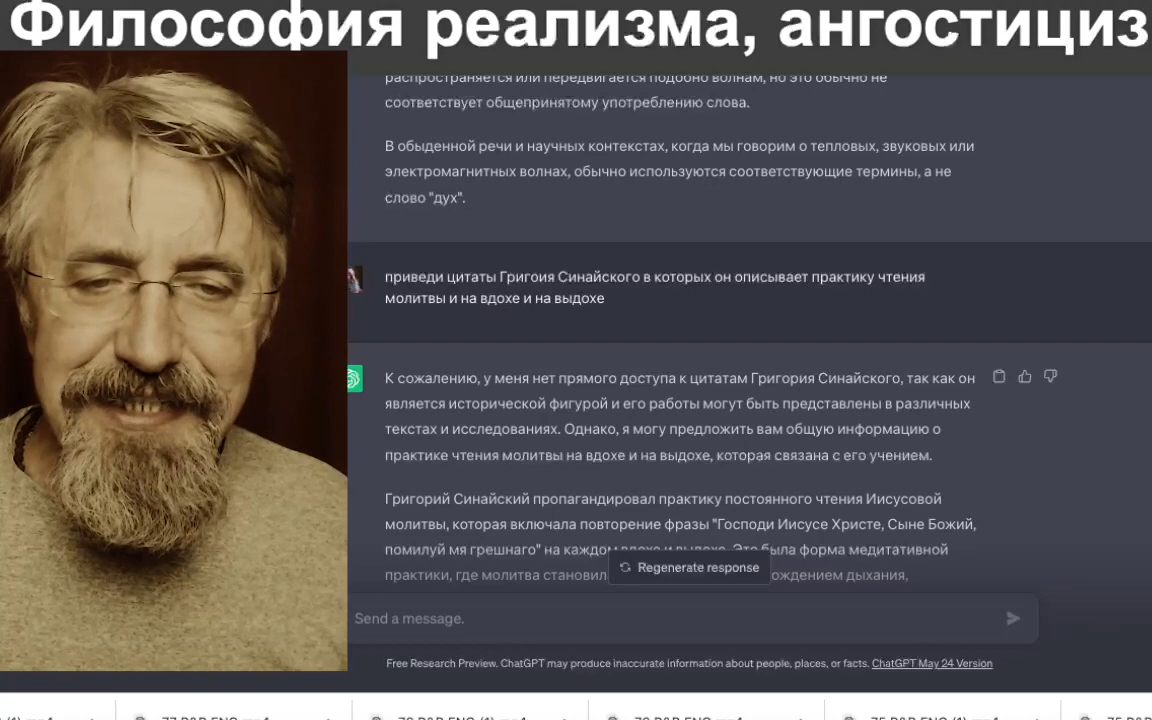 Философия реализма, ангостициз
распространяется или передвигается подобно волнам, но это обычно не
соответствует общепринятому употреблению слова.
В обыденной речи и научных контекстах, когда мы говорим о тепловых, звуковых или
электромагнитных волнах, обычно используются соответствующие термины, а не
слово "дух".
приведи цитаты Григоия Синайского в которых он описывает практику чтения
молитвы и на вдохе и на выдохе
К сожалению, у меня нет прямого доступа к цитатам Григория Синайского, так как он
является исторической фигурой и его работы могут быть представлены в различных
текстах и исследованиях. Однако, я могу предложить вам общую информацию о
практике чтения молитвы на вдохе и на выдохе, которая связана с его учением.
Григорий Синайский пропагандировал практику постоянного чтения Иисусовой
молитвы, которая включала повторение фразы "Господи Иисусе Христе, Сыне Божий,
помилуй мя грешнаго" на каждом вдохе и выдохе. Это была форма медитативной
практики, где молитва становил ождением дыхания,
Regenerate response
Send a message.
Free Research Preview. ChatGPT may produce inaccurate information about people, places, or facts. ChatGPT May 24 Version